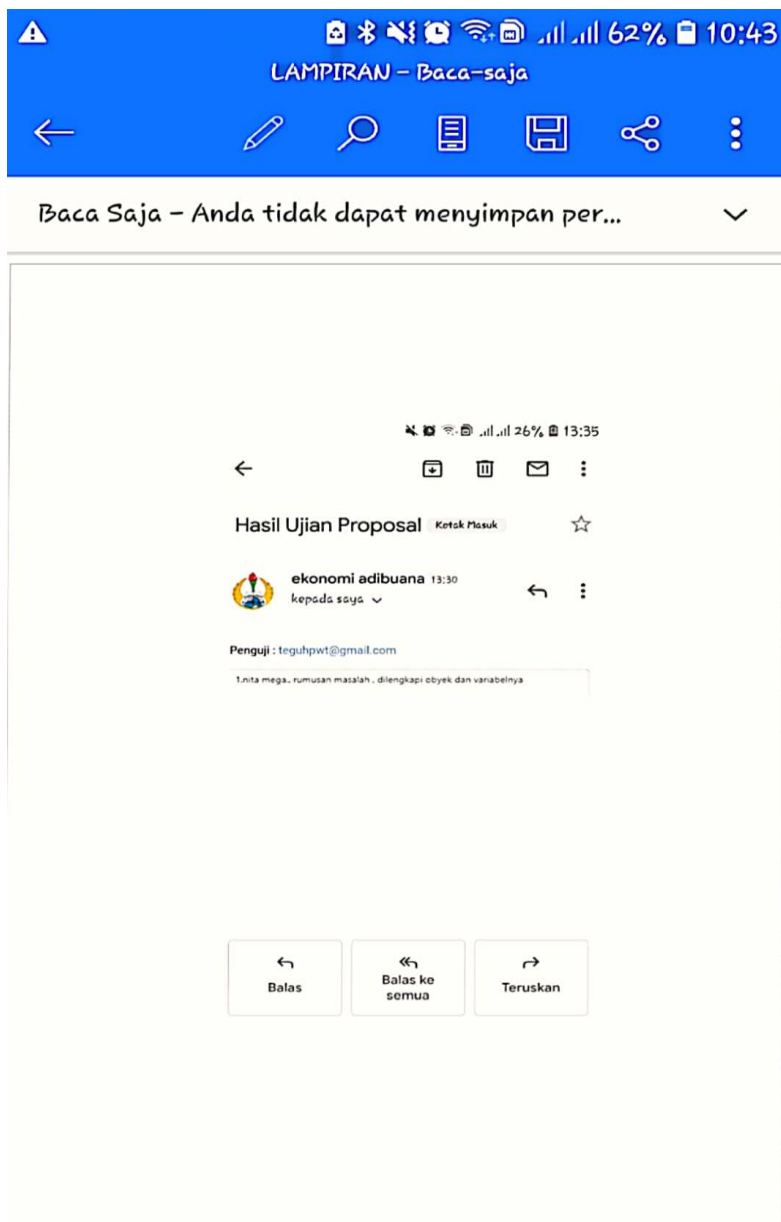 62% 10:43
LAMPIRAN – Baca-saja
Baca Saja – Anda tidak dapat menyimpan per...
26% 13:35
Hasil Ujian Proposal Kotak Masuk
ekonomi adibuana 13:30
kepada saya
Penguji : teguhpwt@gmail.com
1.nita mega.. rumusan masalah , dilengkapi obyek dan variabelnya
Balas
Balas ke
semua
Teruskan